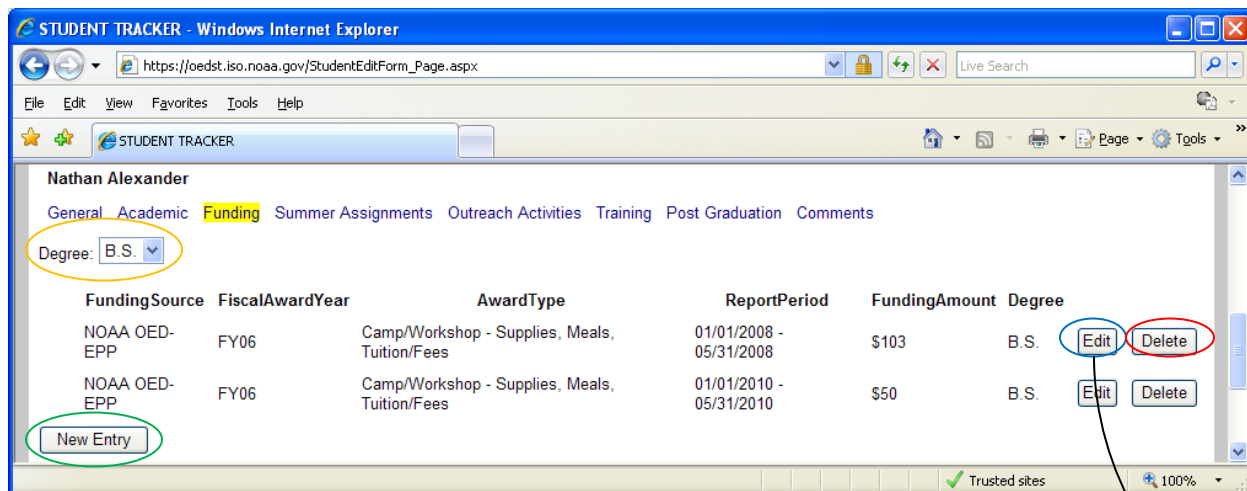 STUDENT TRACKER - Windows Internet Explorer
https://oedst.iso.noaa.gov/StudentEditForm_Page.aspx
Live Search
File Edit View Favorites Tools Help
STUDENT TRACKER
Page Tools
Nathan Alexander
General Academic Funding Summer Assignments Outreach Activities Training Post Graduation Comments
Degree: B.S.
FundingSource FiscalAwardYear AwardType ReportPeriod FundingAmount Degree
NOAA OED-EPP FY06 Camp/Workshop - Supplies, Meals, Tuition/Fees 01/01/2008 - 05/31/2008 $103 B.S. Edit Delete
NOAA OED-EPP FY06 Camp/Workshop - Supplies, Meals, Tuition/Fees 01/01/2010 - 05/31/2010 $50 B.S. Edit Delete
New Entry
Trusted sites 100%